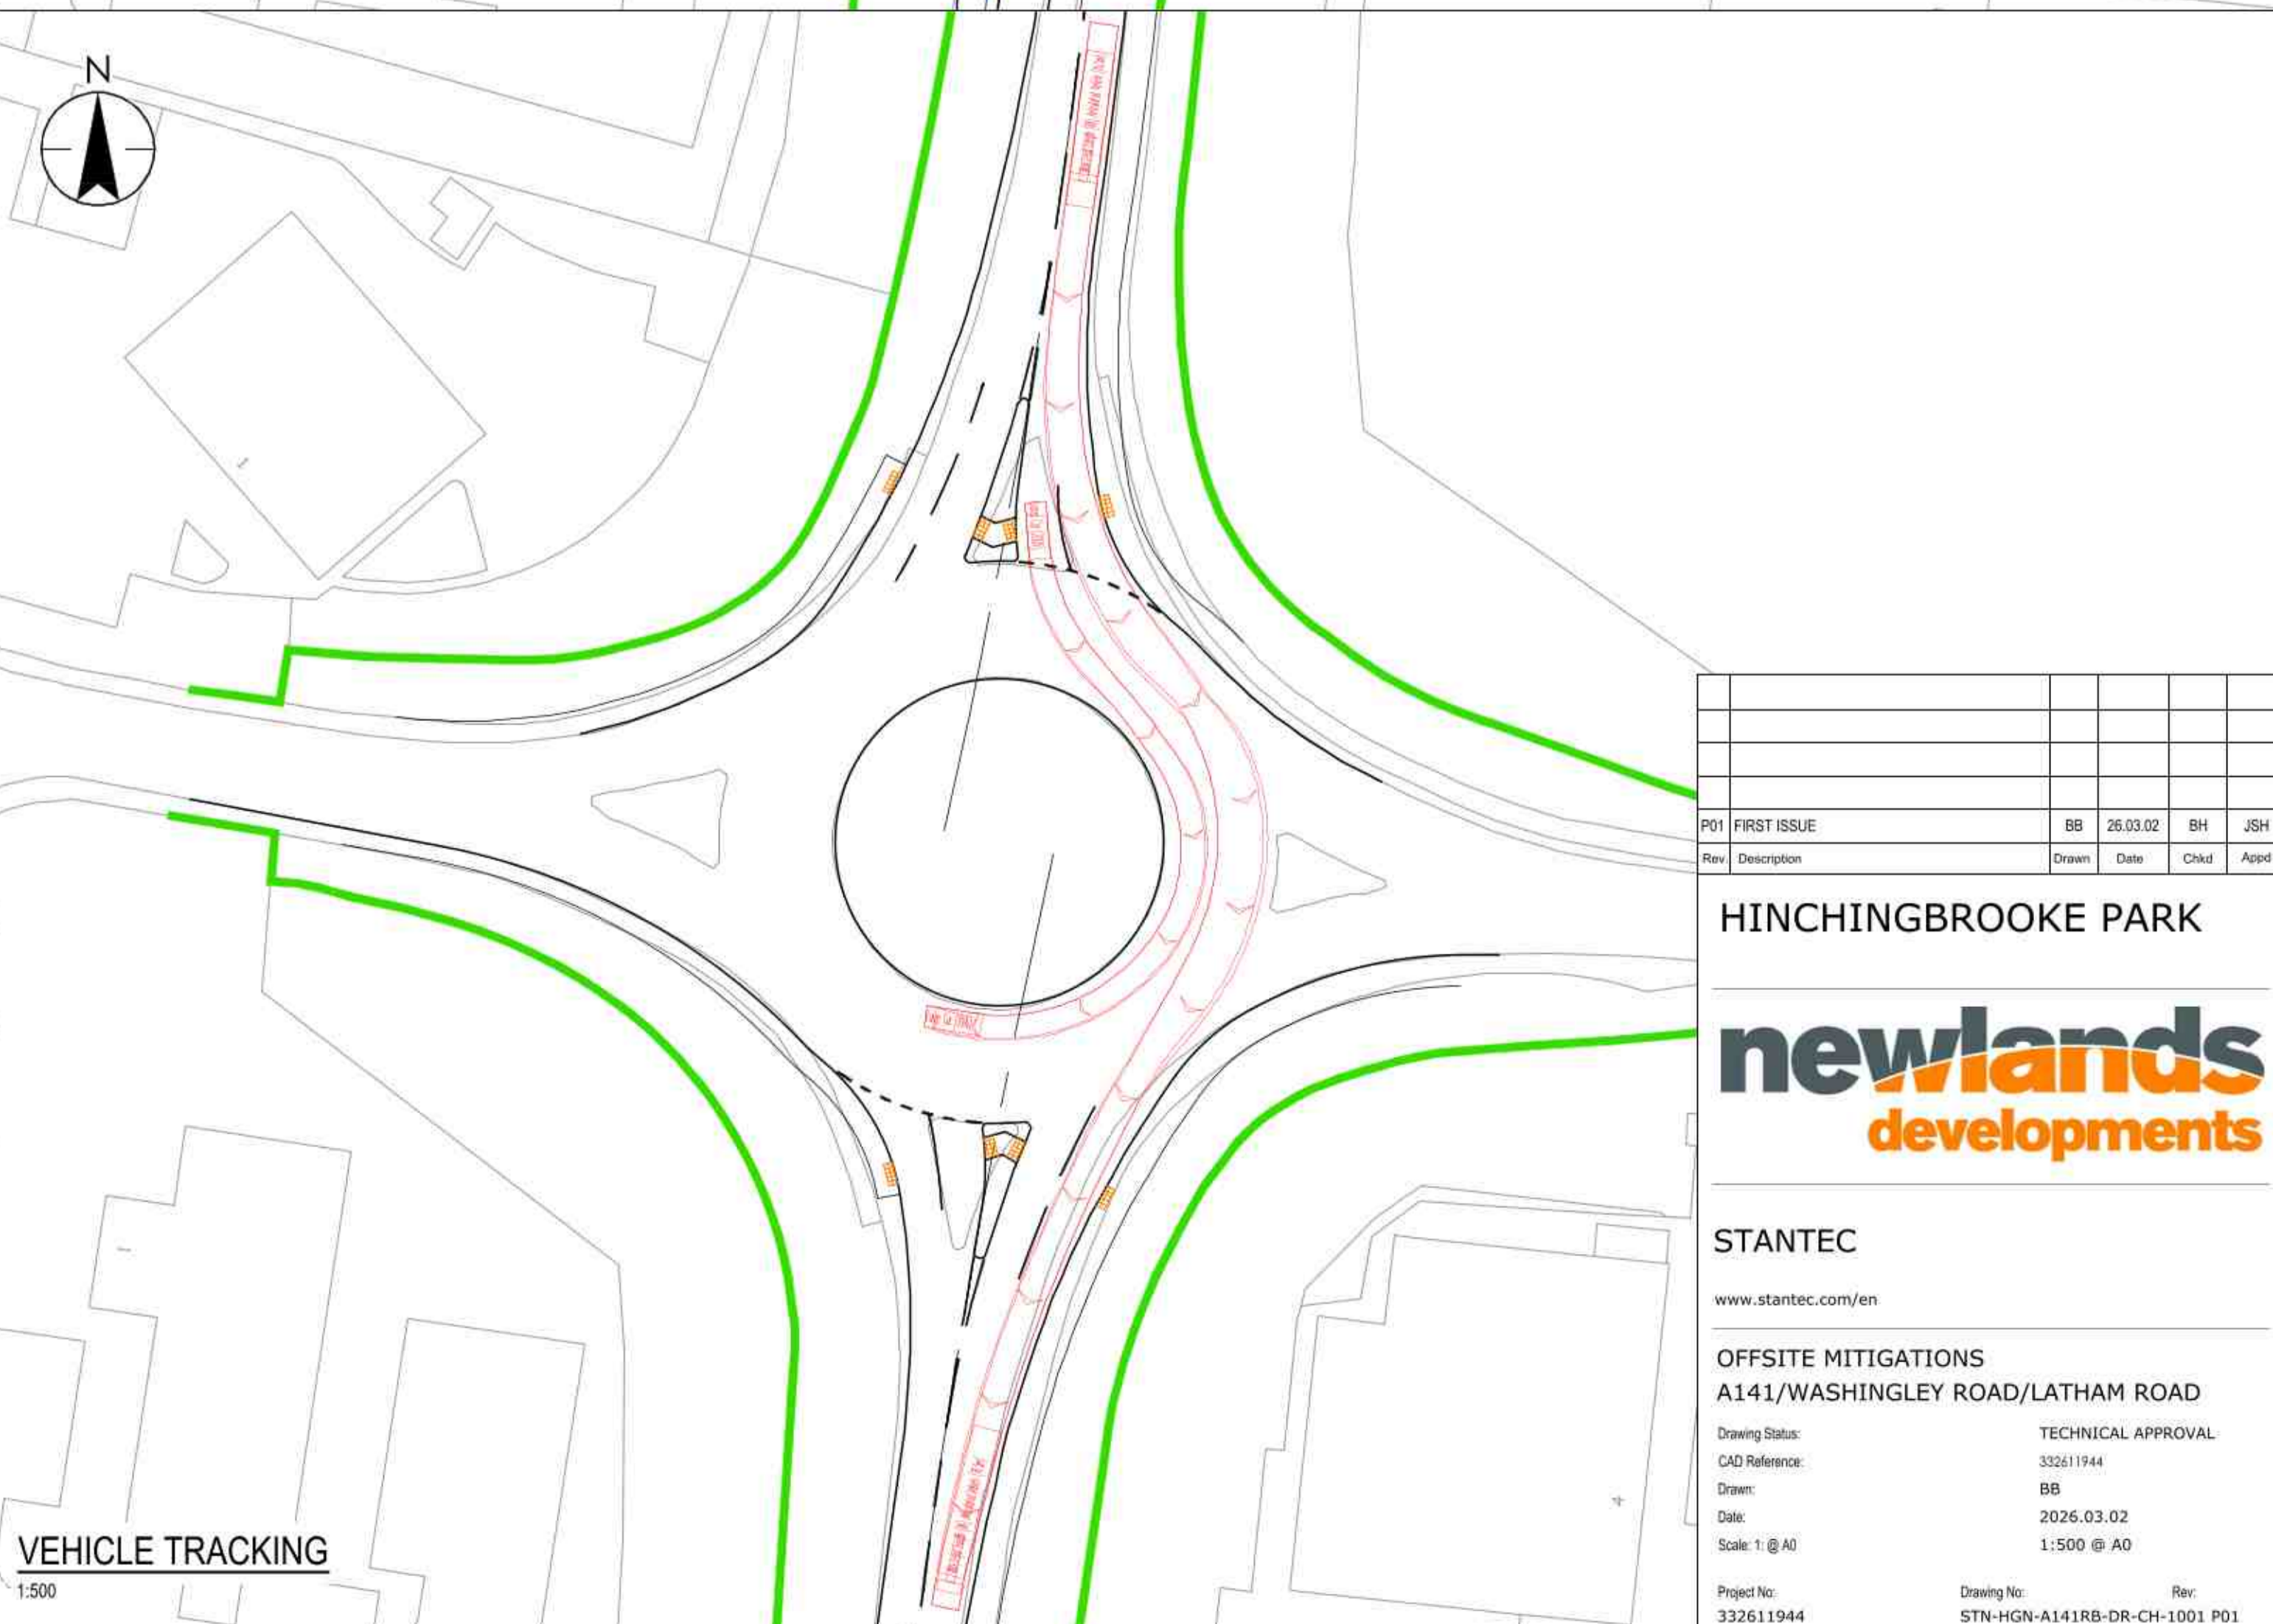 N
1
1
4
VEHICLE TRACKING
1:500
P01 FIRST ISSUE BB 26.03.02 BH JSH
Rev. Description Drawn Date Chkd Appd
HINCHINGBROOKE PARK
newlands
developments
STANTEC
www.stantec.com/en
OFFSITE MITIGATIONS
A141/WASHINGLEY ROAD/LATHAM ROAD
Drawing Status: TECHNICAL APPROVAL
CAD Reference: 332611944
Drawn: BB
Date: 2026.03.02
Scale: 1: @ A0 1:500 @ A0
Project No: Drawing No: Rev:
332611944 STN-HGN-A141RB-DR-CH-1001 P01